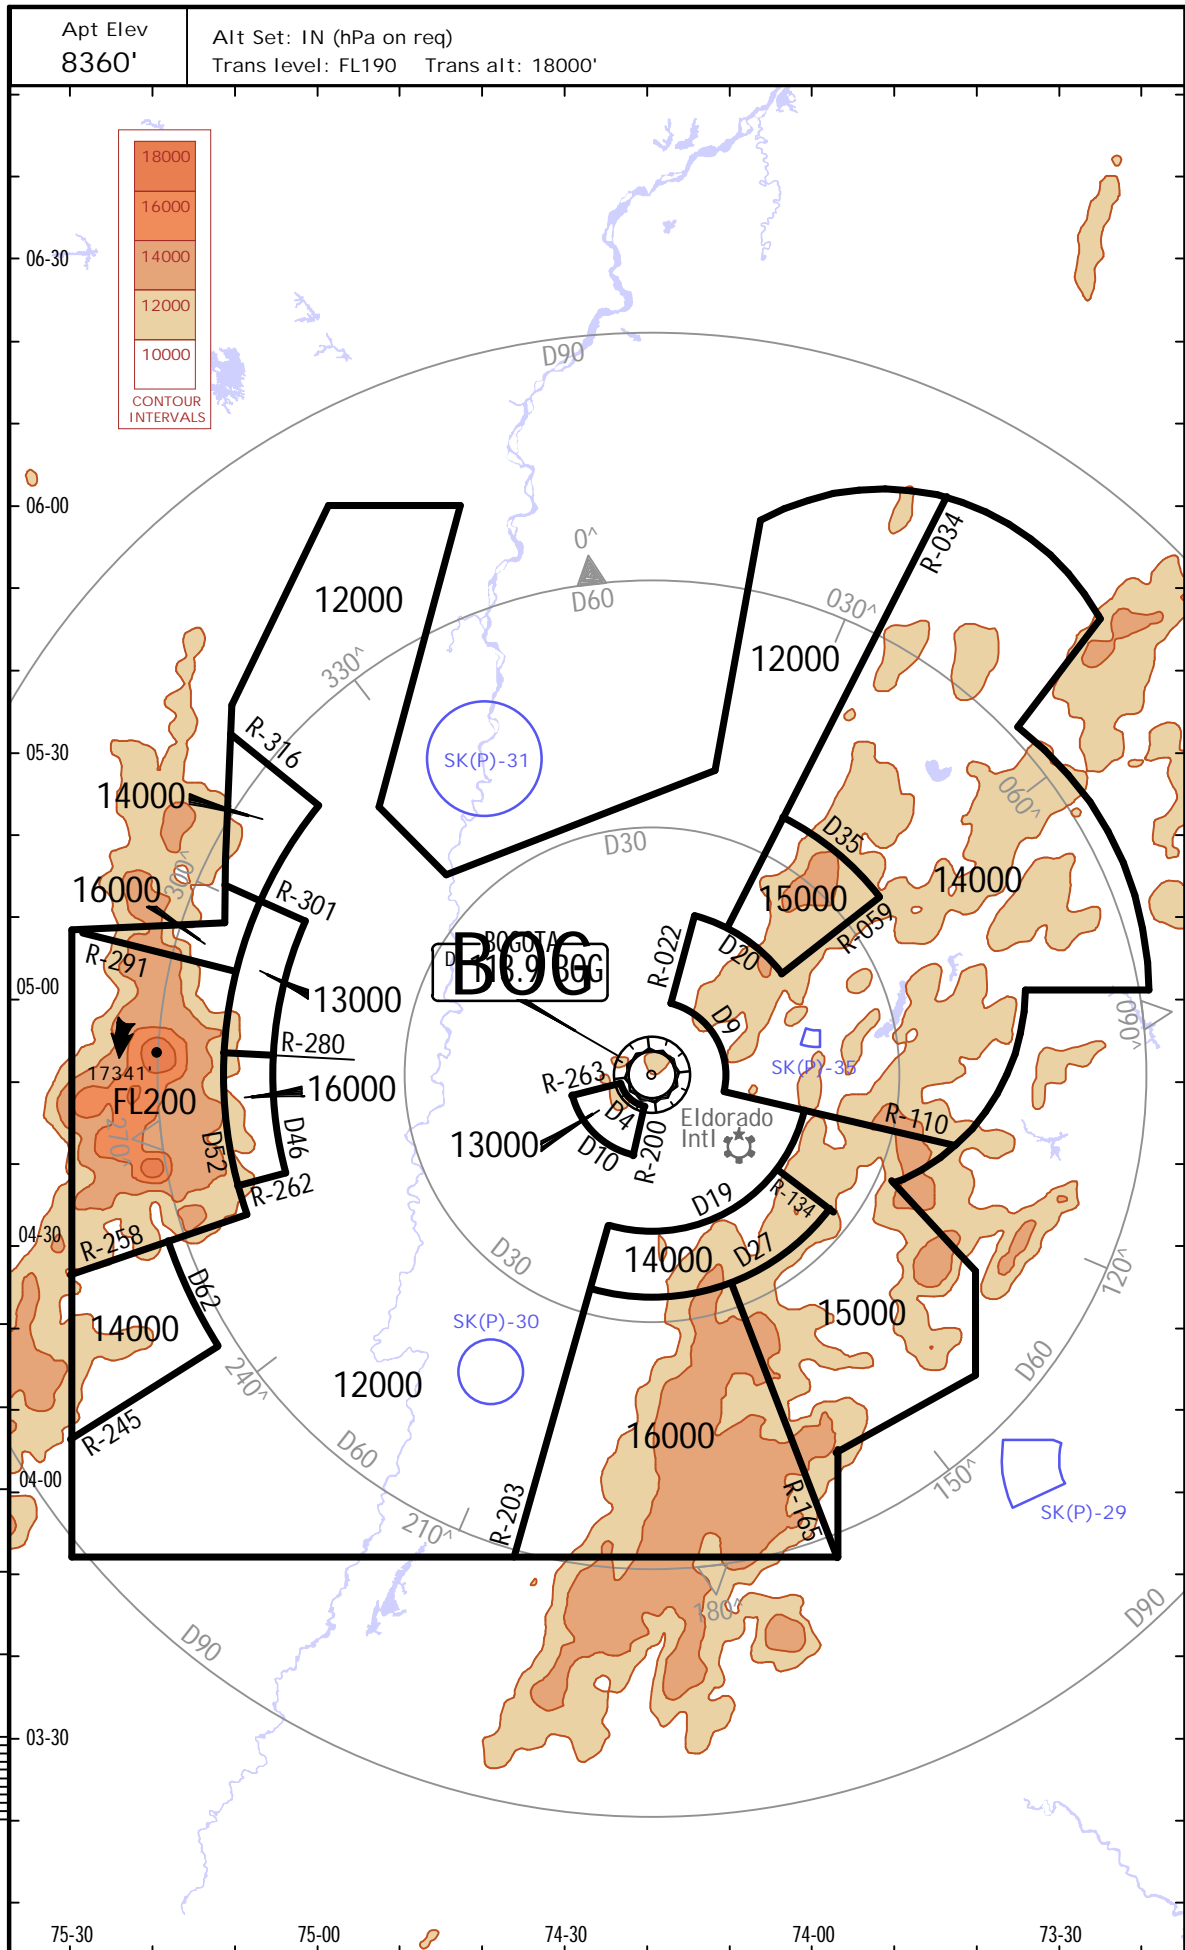 Apt Elev
8360'
Alt Set: IN (hPa on req)
Trans level: FL190 Trans alt: 18000'
18000
16000
14000
12000
10000
CONTOUR
INTERVALS
06-30
D90
06-00
R-034
0^
D60
12000
030^
12000
330^
R-316
05-30
SK(P)-31
14000
060^
D30
D35
300^
16000
R-301
14000
15000
R-059
R-022
D20
R-291
BOGOTA
BOG
05-00
13000
090^
D9
R-280
SK(P)-35
17341'
R-263
16000
FL200
D4
R-110
Eldorado
Intl
270^
D52
D46
13000
D10
R-200
R-262
D19
R-134
R-258
04-30
D30
14000
D27
120^
D62
15000
SK(P)-30
14000
D60
240^
12000
R-245
16000
D60
04-00
150^
R-203
R-165
210^
SK(P)-29
180^
D90
D90
03-30
75-30
75-00
74-30
74-00
73-30